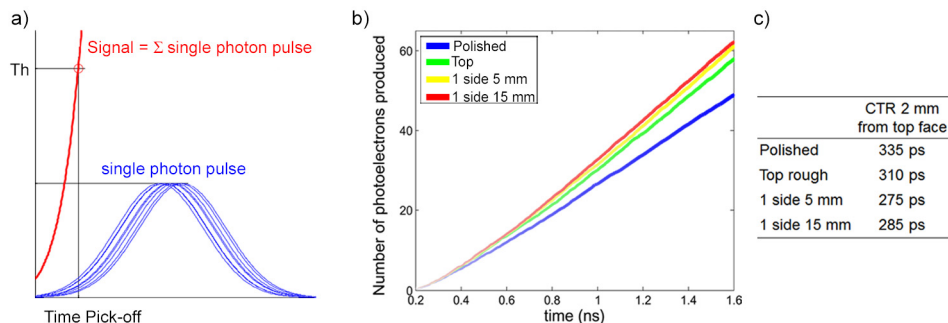 a)
Signal = Σ single photon pulse
Th
single photon pulse
Time Pick-off
b)
Number of photoelectrons produced
60
40
20
0
Polished
Top
1 side 5 mm
1 side 15 mm
0.2 0.4 0.6 0.8 1 1.2 1.4 1.6
time (ns)
c)
CTR 2 mm
from top face
Polished 335 ps
Top rough 310 ps
1 side 5 mm 275 ps
1 side 15 mm 285 ps